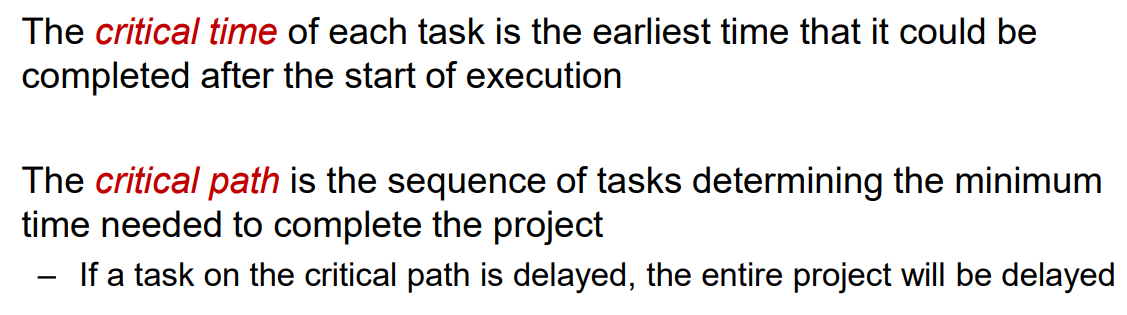 The critical time of each task is the earliest time that it could be
completed after the start of execution
The critical path is the sequence of tasks determining the minimum
time needed to complete the project
– If a task on the critical path is delayed, the entire project will be delayed